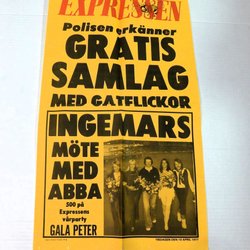 EXPRESSEN
Polisen erkänner
GRATIS
SAMLAG
MED GATFLICKOR
INGEMARS
MÖTE
MED
ABBA
500 på
Expressens
vårparty
GALA PETER